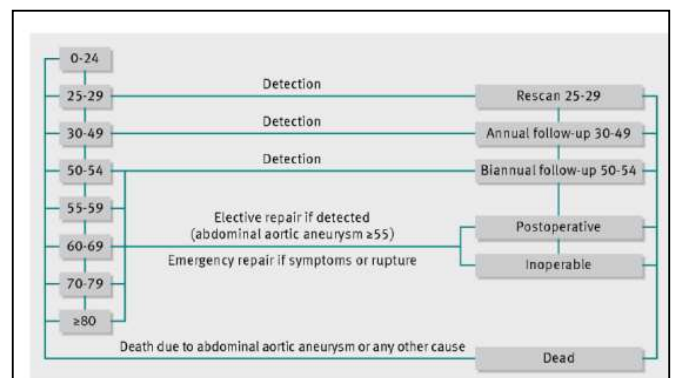 0-24
25-29
Detection
Rescan 25-29
30-49
Detection
Annual follow-up 30-49
50-54
Detection
Biannual follow-up 50-54
55-59
Elective repair if detected
(abdominal aortic aneurysm ≥55)
Postoperative
60-69
Emergency repair if symptoms or rupture
Inoperable
70-79
≥80
Death due to abdominal aortic aneurysm or any other cause
Dead